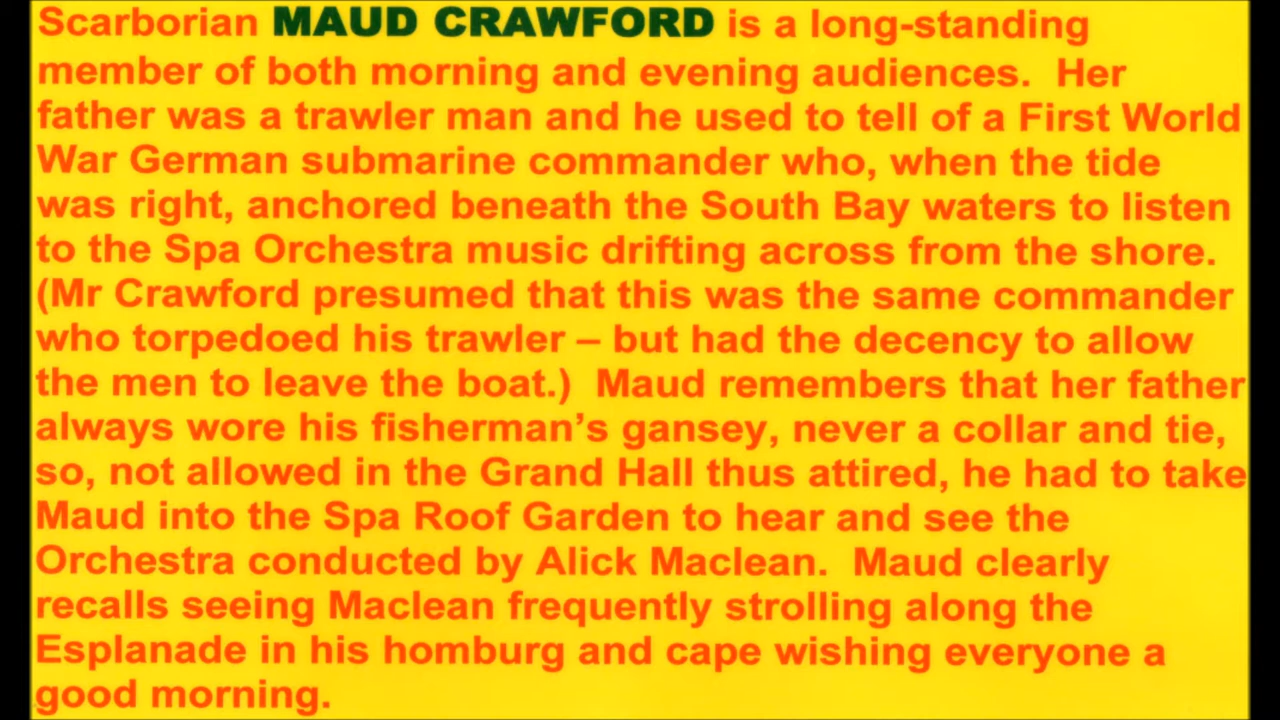 Scarborian MAUD CRAWFORD is a long-standing
member of both morning and evening audiences.  Her
father was a trawler man and he used to tell of a First World
War German submarine commander who, when the tide
was right, anchored beneath the South Bay waters to listen
to the Spa Orchestra music drifting across from the shore.
(Mr Crawford presumed that this was the same commander
who torpedoed his trawler – but had the decency to allow
the men to leave the boat.)  Maud remembers that her father
always wore his fisherman’s gansey, never a collar and tie,
so, not allowed in the Grand Hall thus attired, he had to take
Maud into the Spa Roof Garden to hear and see the
Orchestra conducted by Alick Maclean.  Maud clearly
recalls seeing Maclean frequently strolling along the
Esplanade in his homburg and cape wishing everyone a
good morning.